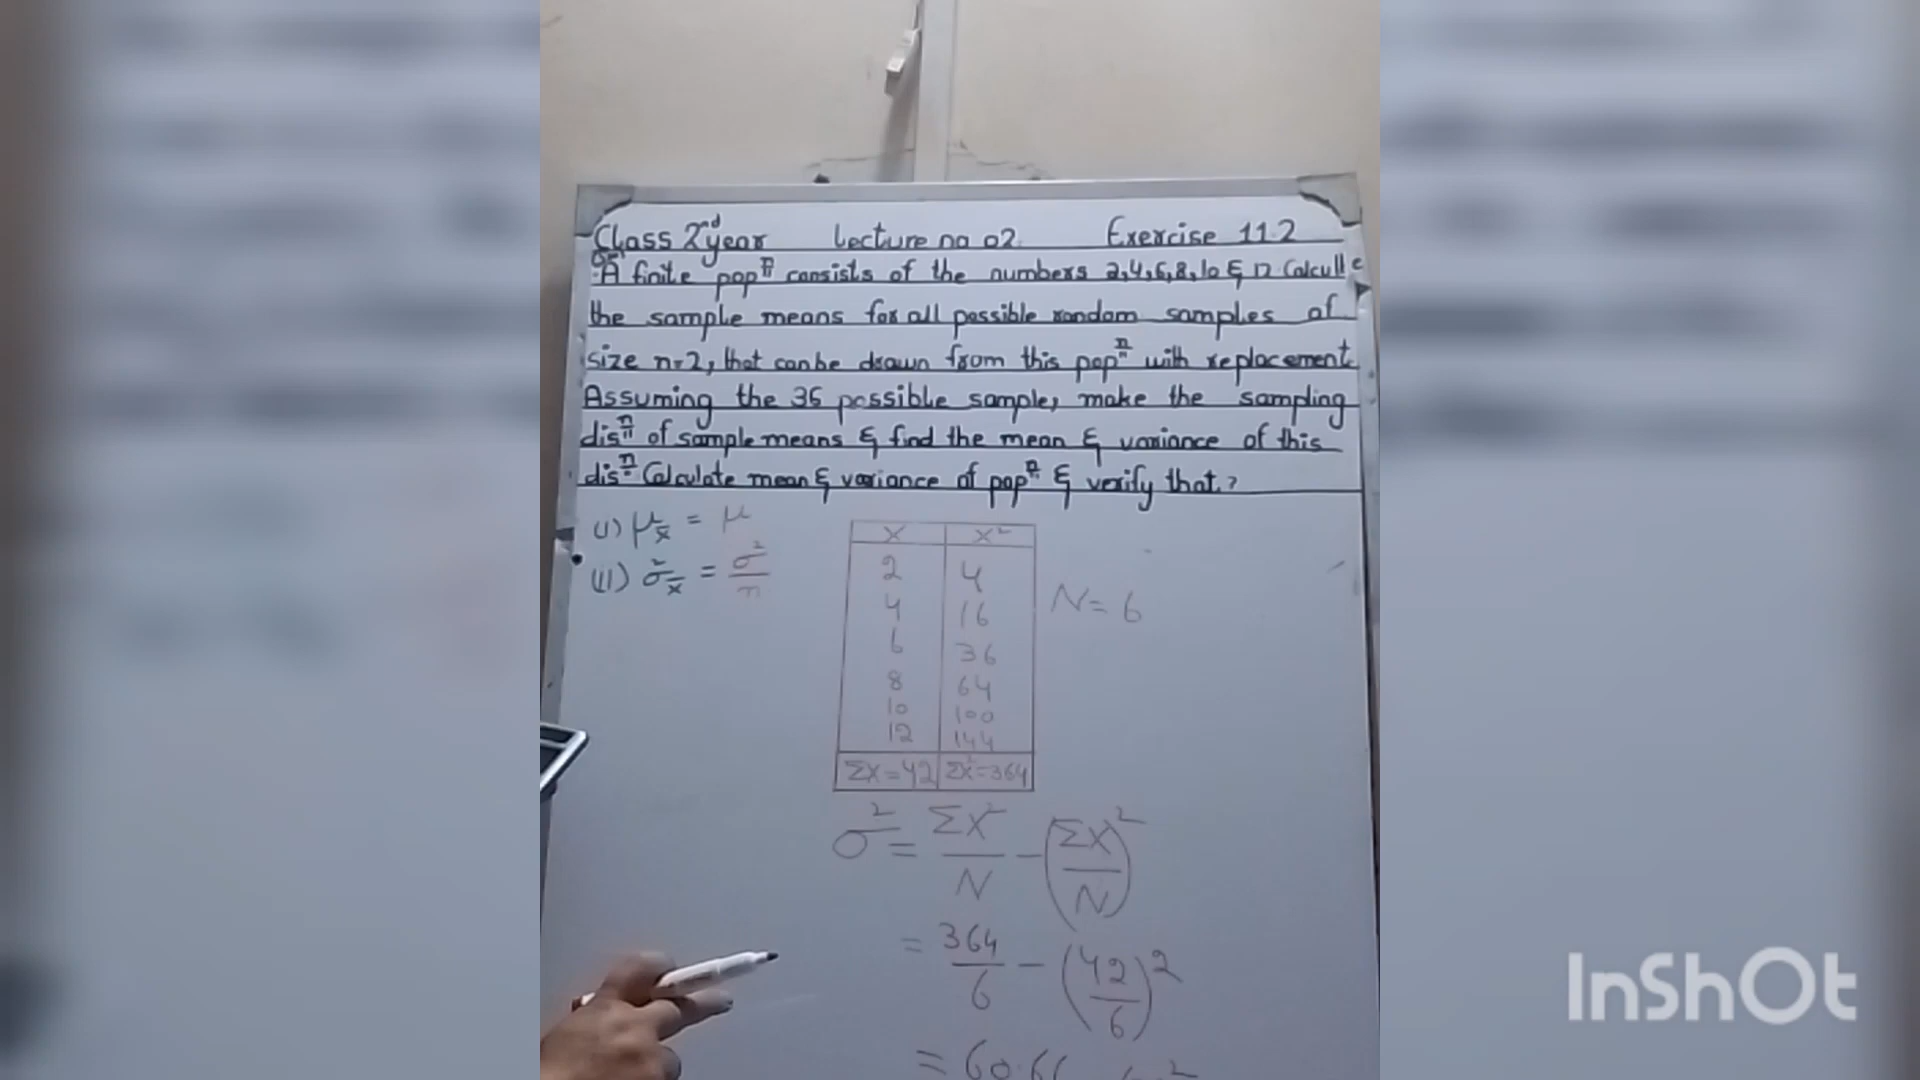 Class 2nd year Lecture no 02 Exercise 11.2
A finite popⁿ consists of the numbers 2,4,6,8,10 & 12 Calcul
the sample means for all possible random samples of
size n=2, that can be drawn from this popⁿ with replacement
Assuming the 36 possible sample, make the sampling
disⁿ of sample means & find the mean & variance of this
disⁿ Calculate mean & variance of popⁿ & verify that?
(I) μx̄ = μ
(II) σ²x̄ = σ²/n
X X²
2 4
4 16
6 36
8 64
10 100
12 144
ΣX=42 ΣX²=364
N=6
σ² = ΣX²/N - (ΣX/N)²
= 364/6 - (42/6)²
= 60.66
InShOt